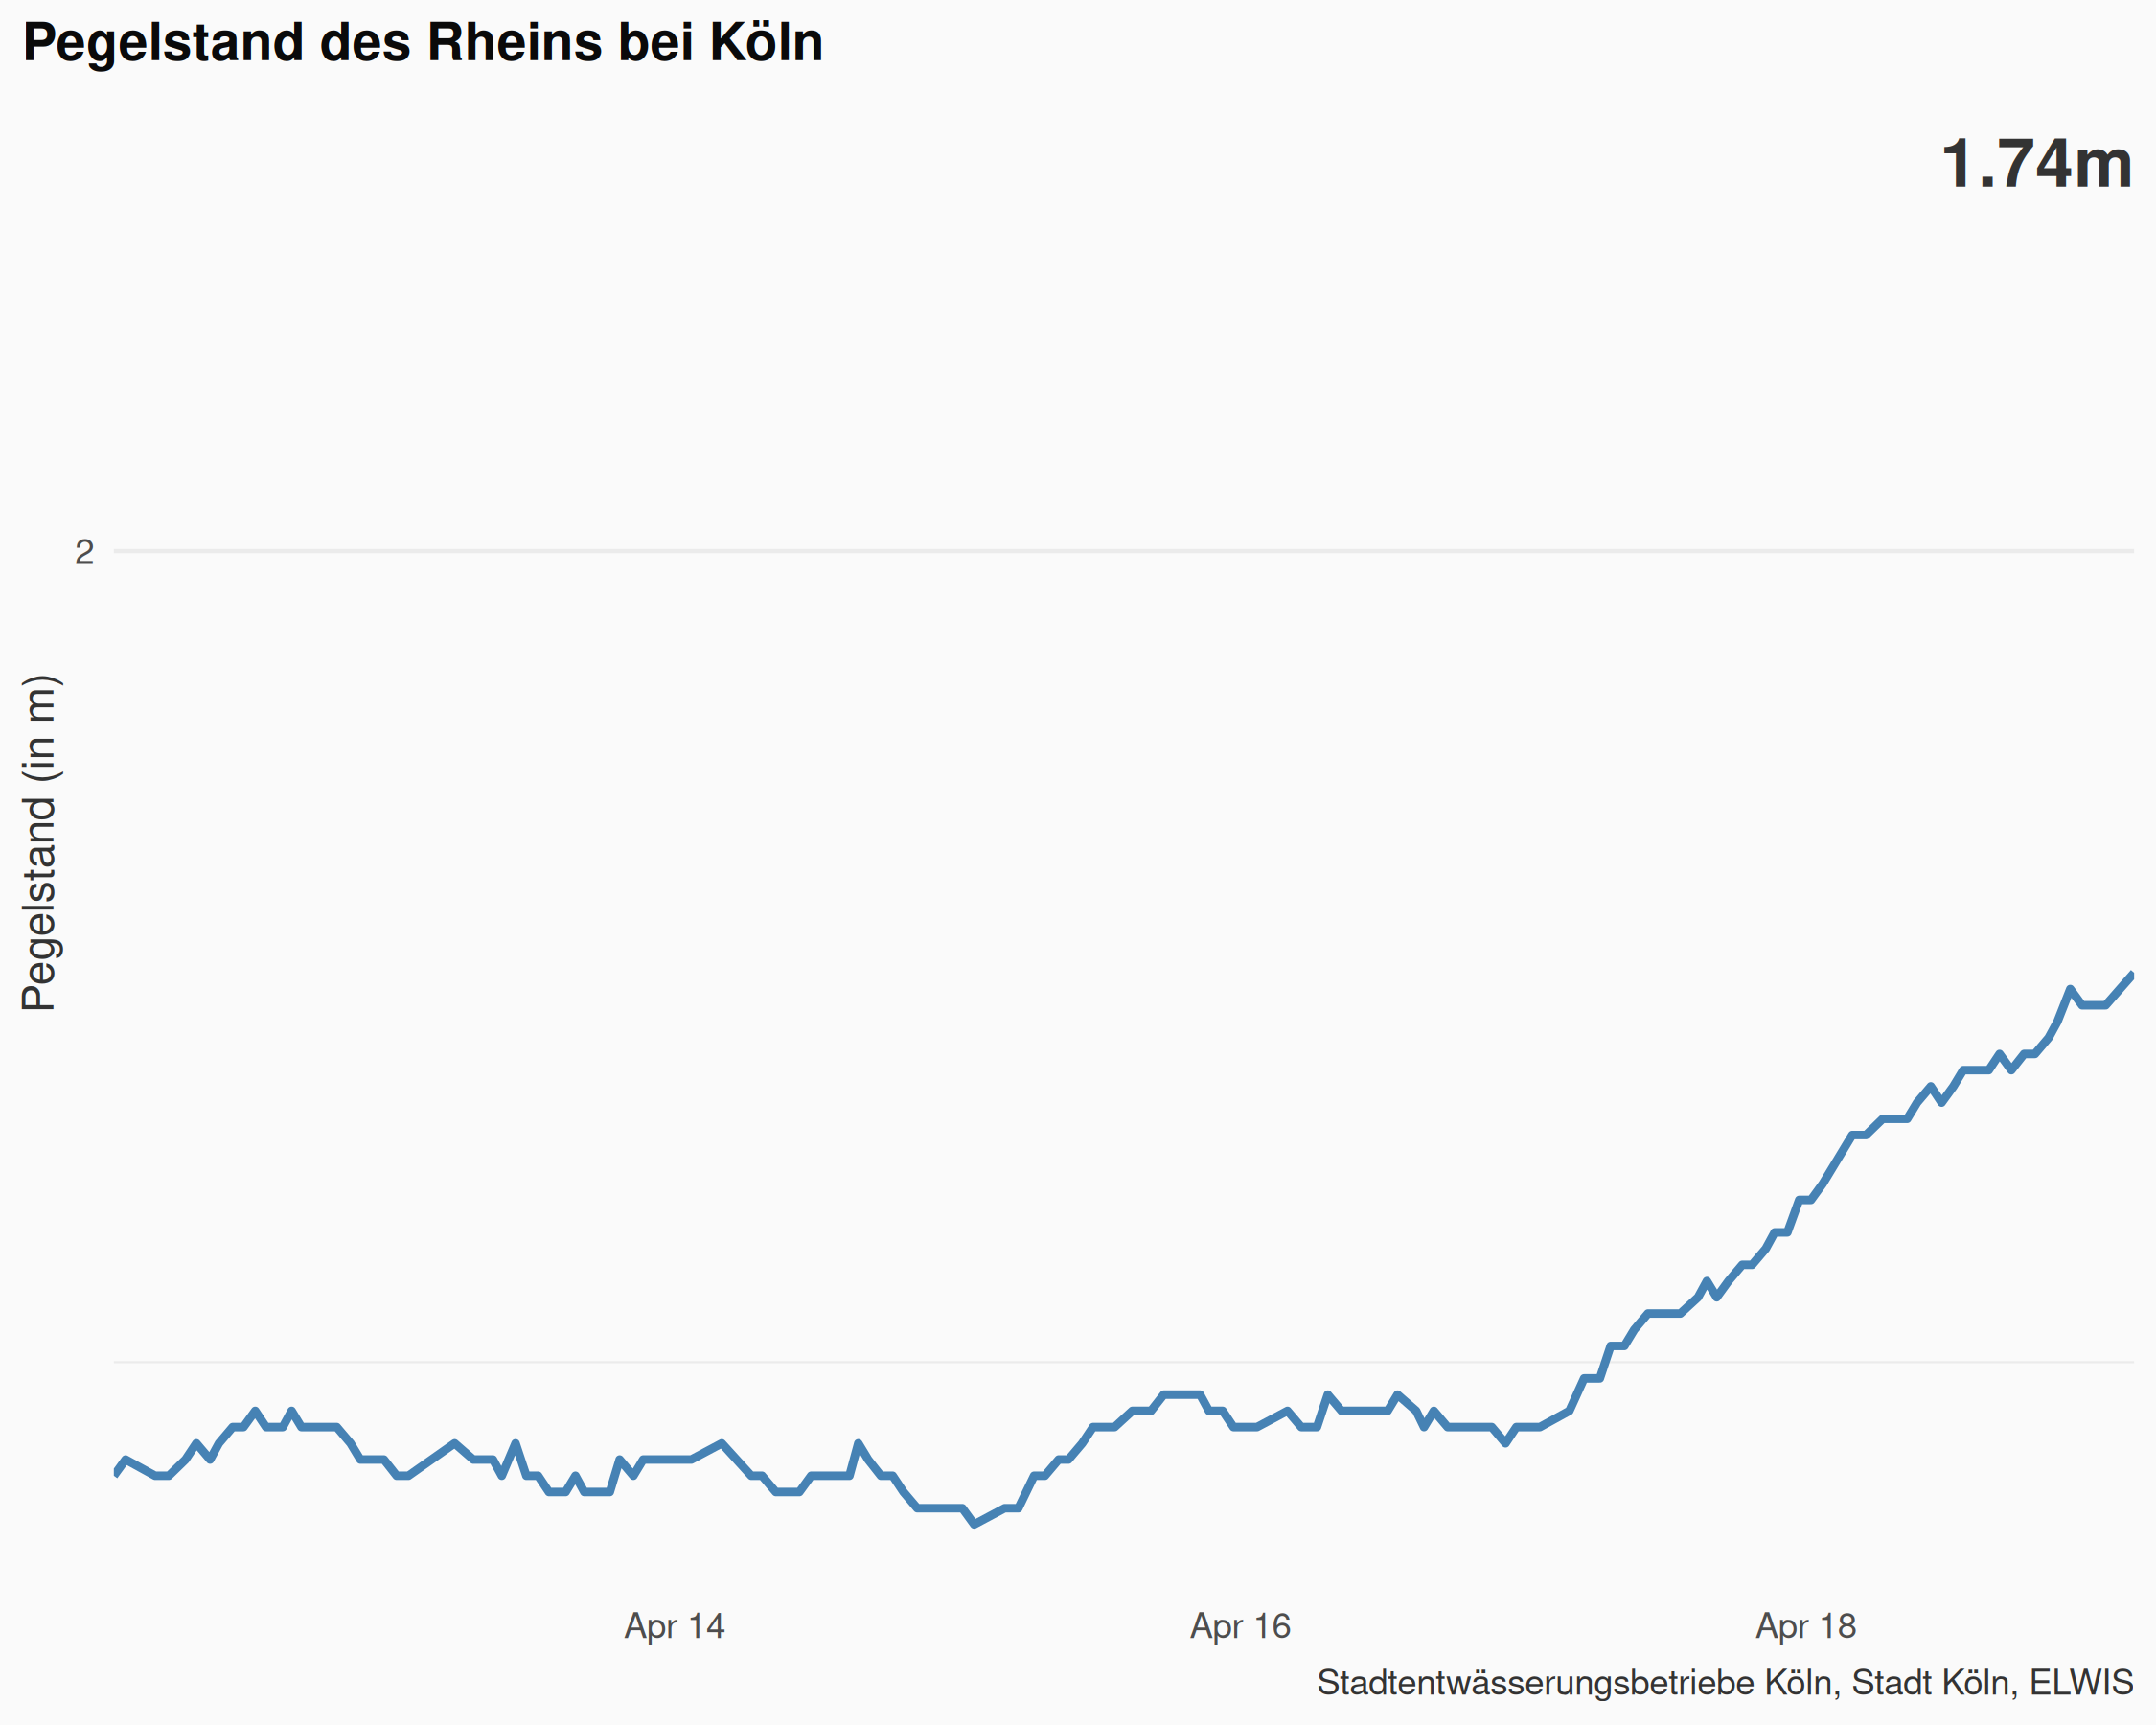 Pegelstand des Rheins bei Köln
1.74m
2
Pegelstand (in m)
Apr 14
Apr 16
Apr 18
Stadtentwässerungsbetriebe Köln, Stadt Köln, ELWIS